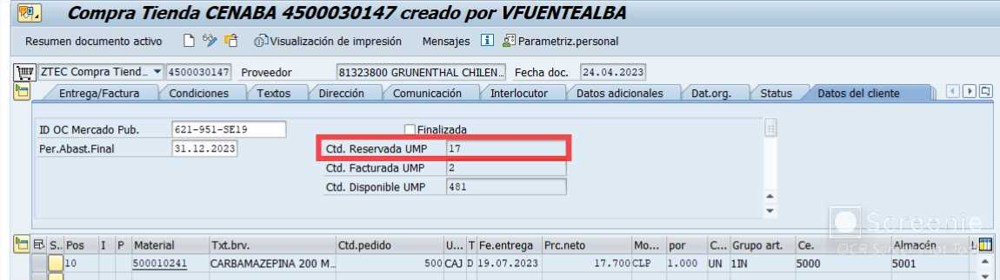 Compra Tienda CENABA 4500030147 creado por VFUENTEALBA
Resumen documento activo Visualización de impresión Mensajes Parametriz.personal
ZTEC Compra Tiend… 4500030147 Proveedor 81323800 GRUNENTHAL CHILEN… Fecha doc. 24.04.2023
Entrega/Factura Condiciones Textos Dirección Comunicación Interlocutor Datos adicionales Dat.org. Status Datos del cliente
ID OC Mercado Pub. 621-951-SE19 Finalizada
Per.Abast.Final 31.12.2023 Ctd. Reservada UMP 17
Ctd. Facturada UMP 2
Ctd. Disponible UMP 481
Screenie
S.. Pos I P Material Txt.brv. Ctd.pedido U... T Fe.entrega Prc.neto Mo... por C... Grupo art. Ce. Almacén
10 500010241 CARBAMAZEPINA 200 M… 500 CAJ D 19.07.2023 17.700 CLP 1.000 UN 1IN 5000 5001